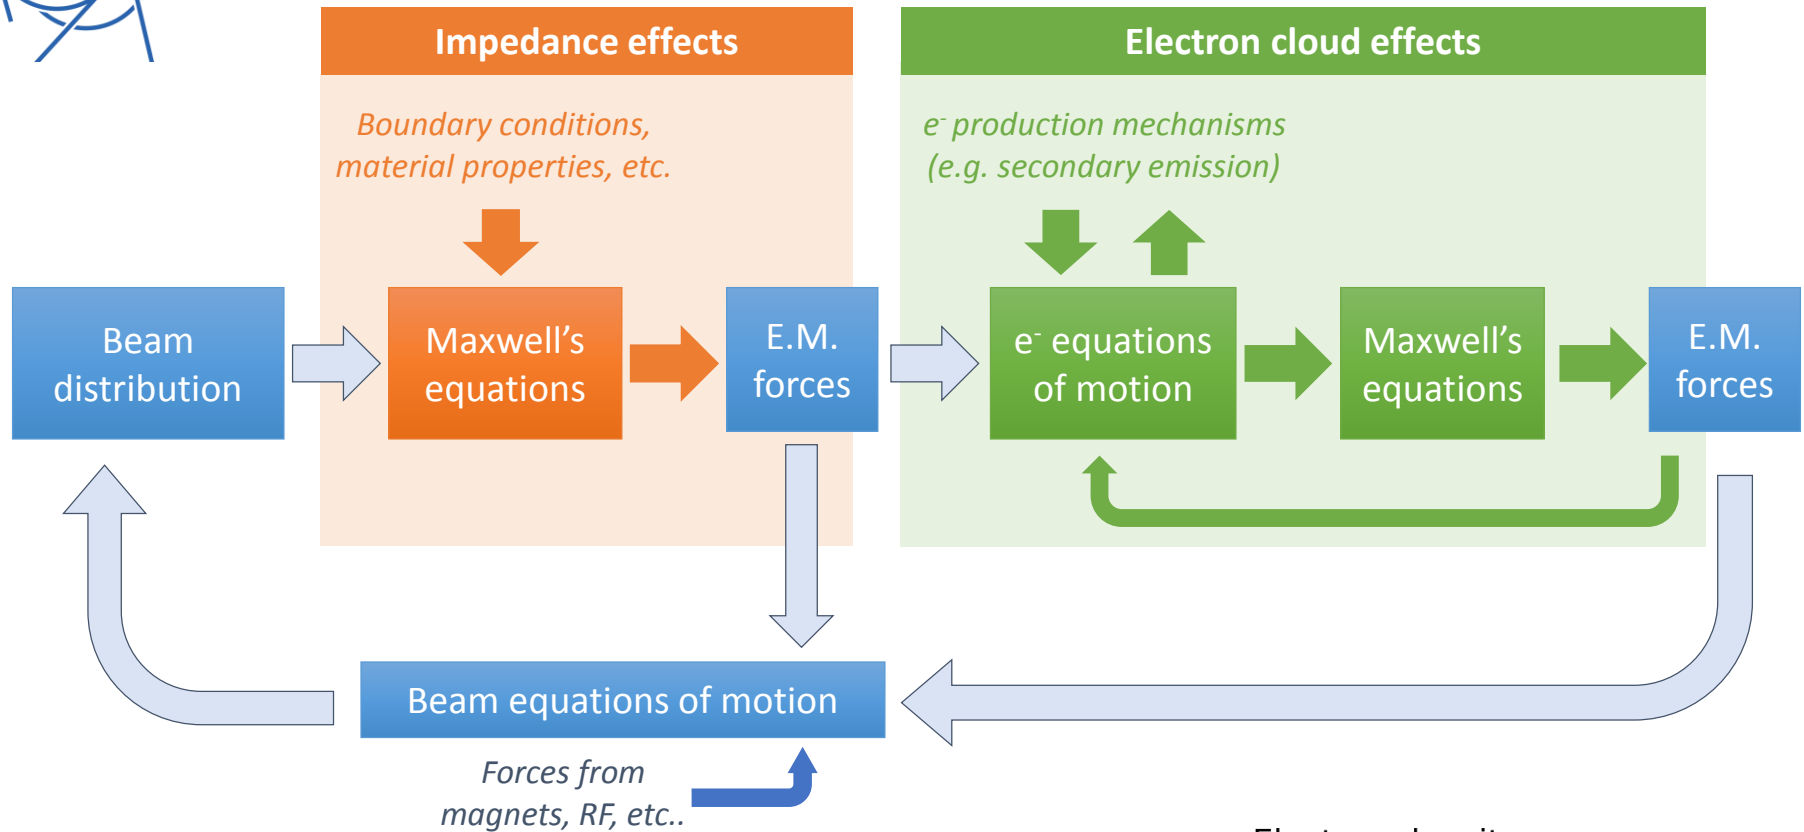 Impedance effects
Electron cloud effects
Boundary conditions,
material properties, etc.
e⁻ production mechanisms
(e.g. secondary emission)
Beam
distribution
Maxwell’s
equations
E.M.
forces
e⁻ equations
of motion
Maxwell’s
equations
E.M.
forces
Beam equations of motion
Forces from
magnets, RF, etc..